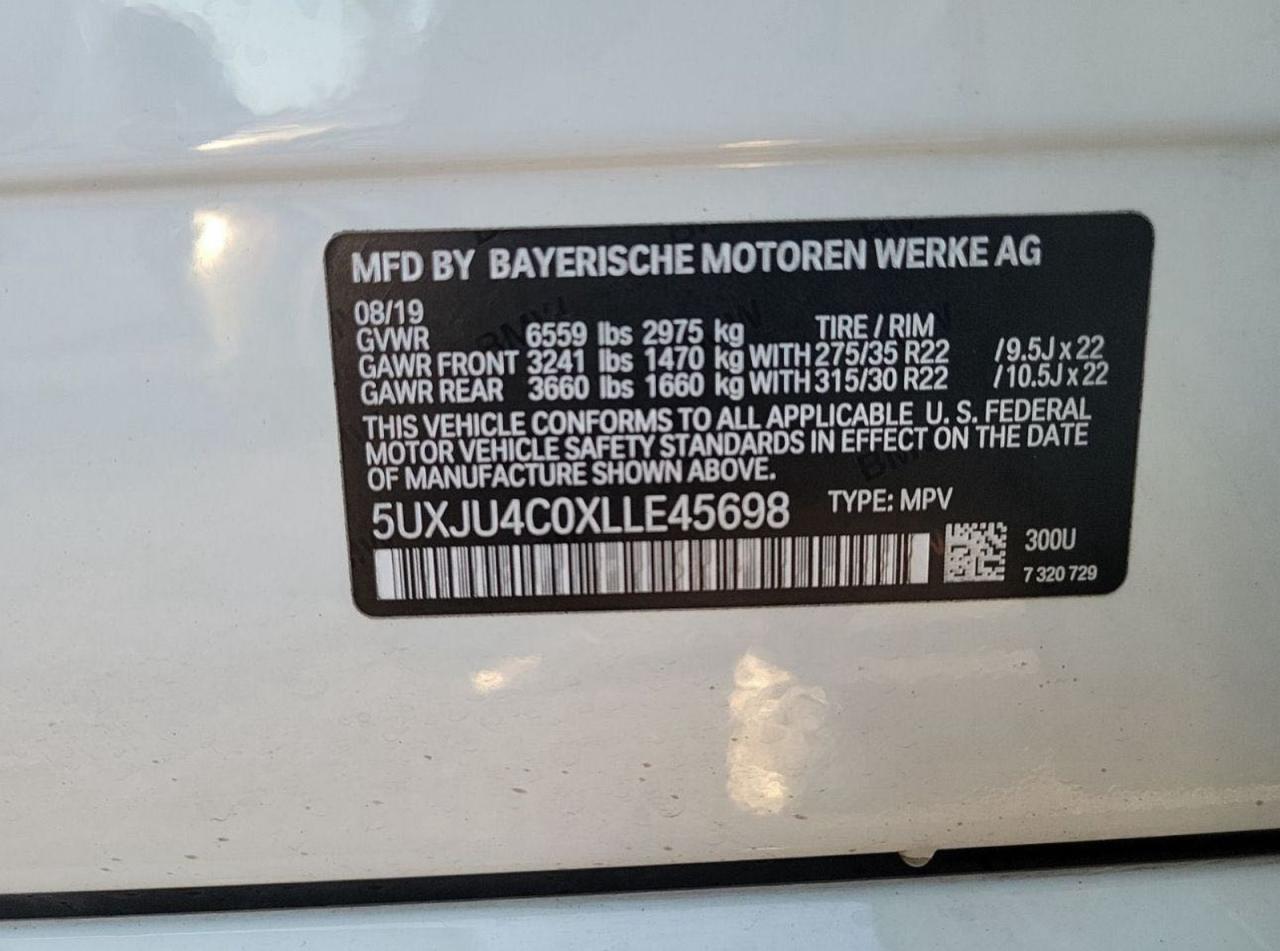 MFD BY BAYERISCHE MOTOREN WERKE AG
08/19
GVWR 6559 lbs 2975 kg TIRE / RIM
GAWR FRONT 3241 lbs 1470 kg WITH 275/35 R22 /9.5J x 22
GAWR REAR 3660 lbs 1660 kg WITH 315/30 R22 /10.5J x 22
THIS VEHICLE CONFORMS TO ALL APPLICABLE U. S. FEDERAL
MOTOR VEHICLE SAFETY STANDARDS IN EFFECT ON THE DATE
OF MANUFACTURE SHOWN ABOVE.
5UXJU4C0XLLE45698 TYPE: MPV
300U
7 320 729